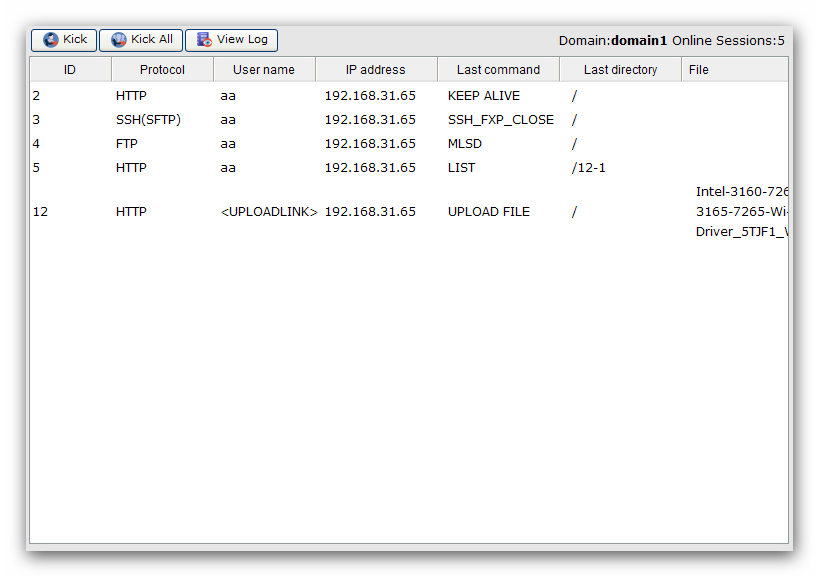 Kick Kick All View Log Domain:domain1 Online Sessions:5
ID Protocol User name IP address Last command Last directory File
2 HTTP aa 192.168.31.65 KEEP ALIVE /
3 SSH(SFTP) aa 192.168.31.65 SSH_FXP_CLOSE /
4 FTP aa 192.168.31.65 MLSD /
5 HTTP aa 192.168.31.65 LIST /12-1
Intel-3160-726
12 HTTP <UPLOADLINK> 192.168.31.65 UPLOAD FILE / 3165-7265-Wi-
Driver_5TJF1_